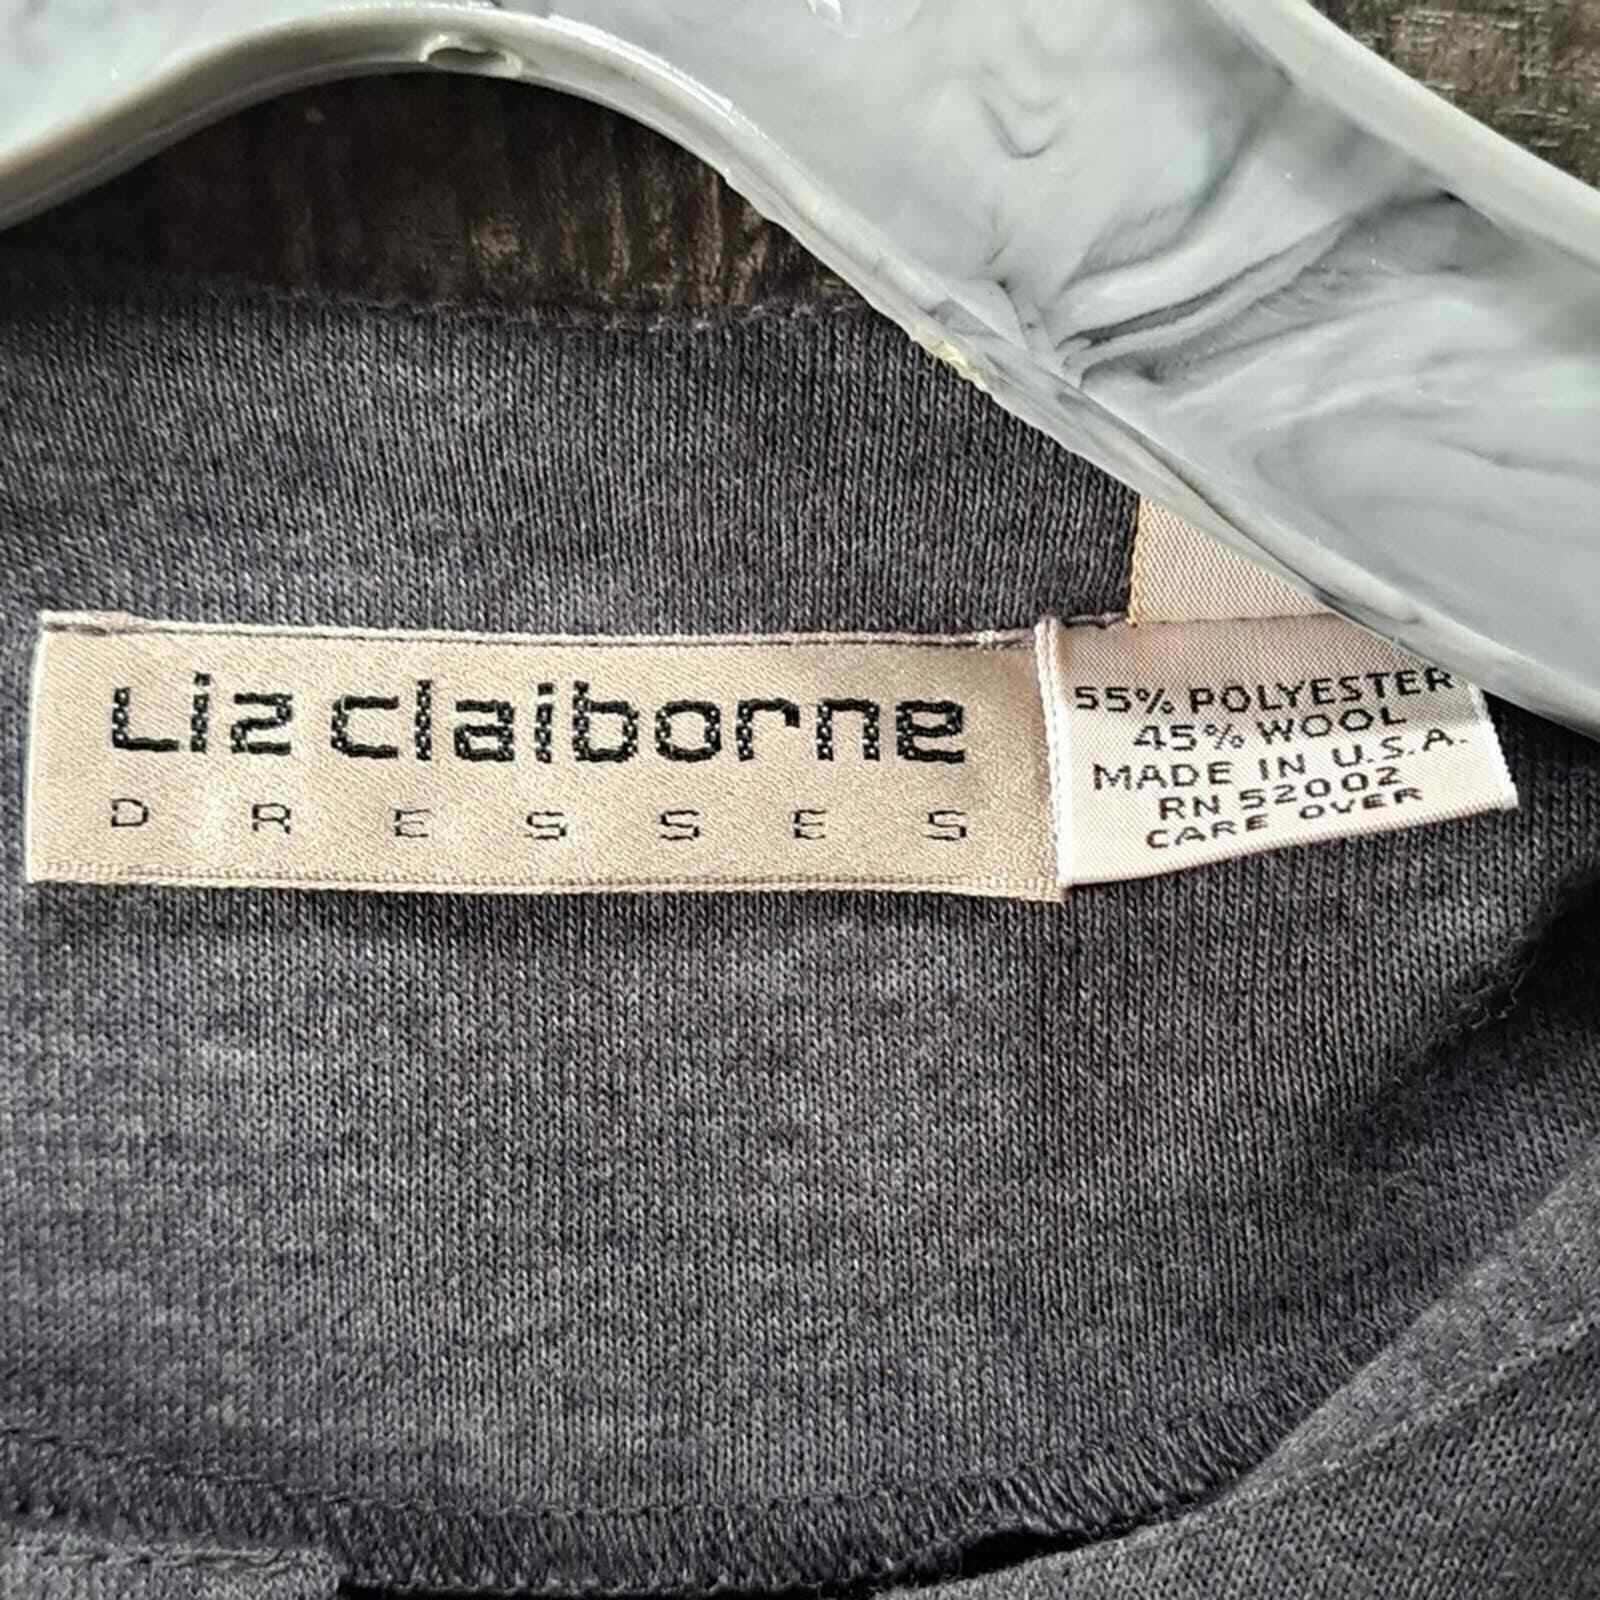 Liz claiborne
DRESSES
55% POLYESTER
45% WOOL
MADE IN U.S.A.
RN 52002
CARE OVER